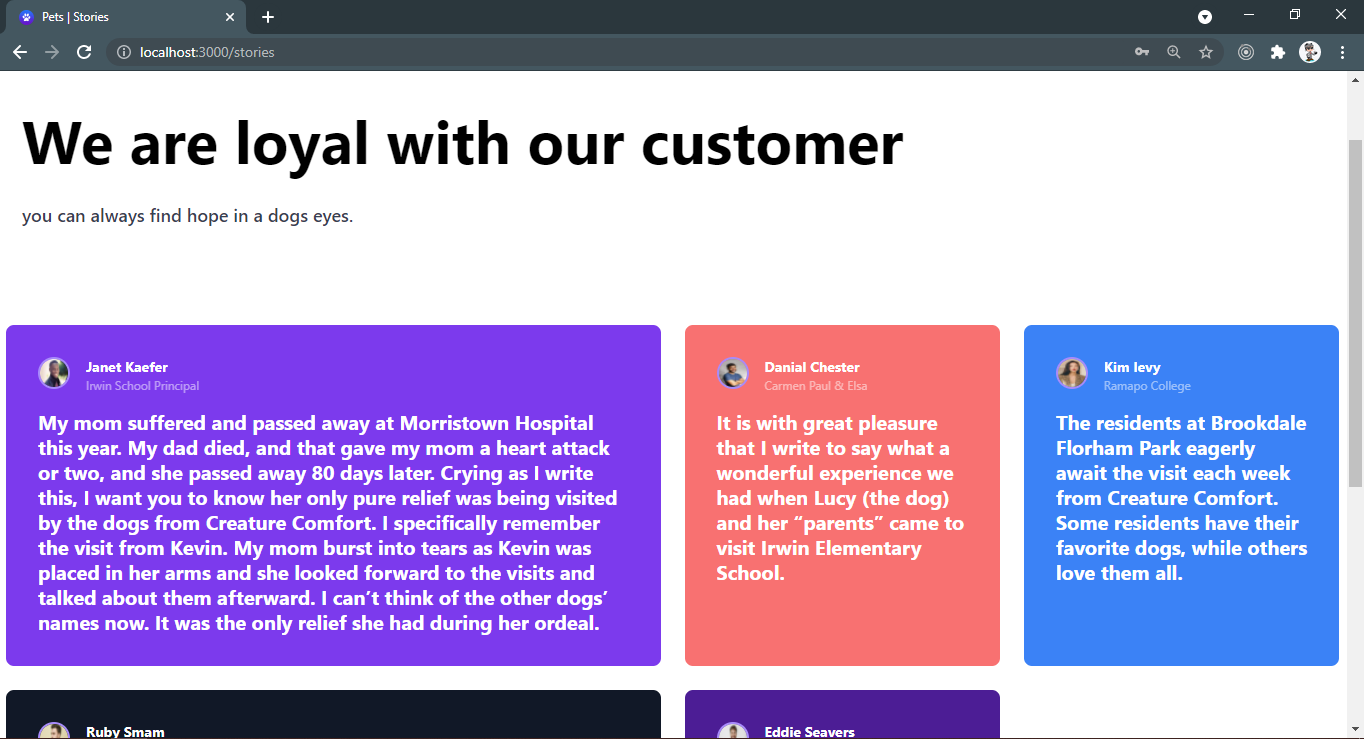 Pets | Stories
localhost:3000/stories
We are loyal with our customer
you can always find hope in a dogs eyes.
Janet Kaefer
Irwin School Principal
My mom suffered and passed away at Morristown Hospital
this year. My dad died, and that gave my mom a heart attack
or two, and she passed away 80 days later. Crying as I write
this, I want you to know her only pure relief was being visited
by the dogs from Creature Comfort. I specifically remember
the visit from Kevin. My mom burst into tears as Kevin was
placed in her arms and she looked forward to the visits and
talked about them afterward. I can’t think of the other dogs’
names now. It was the only relief she had during her ordeal.
Danial Chester
Carmen Paul & Elsa
It is with great pleasure
that I write to say what a
wonderful experience we
had when Lucy (the dog)
and her “parents” came to
visit Irwin Elementary
School.
Kim levy
Ramapo College
The residents at Brookdale
Florham Park eagerly
await the visit each week
from Creature Comfort.
Some residents have their
favorite dogs, while others
love them all.
Ruby Smam
Eddie Seavers